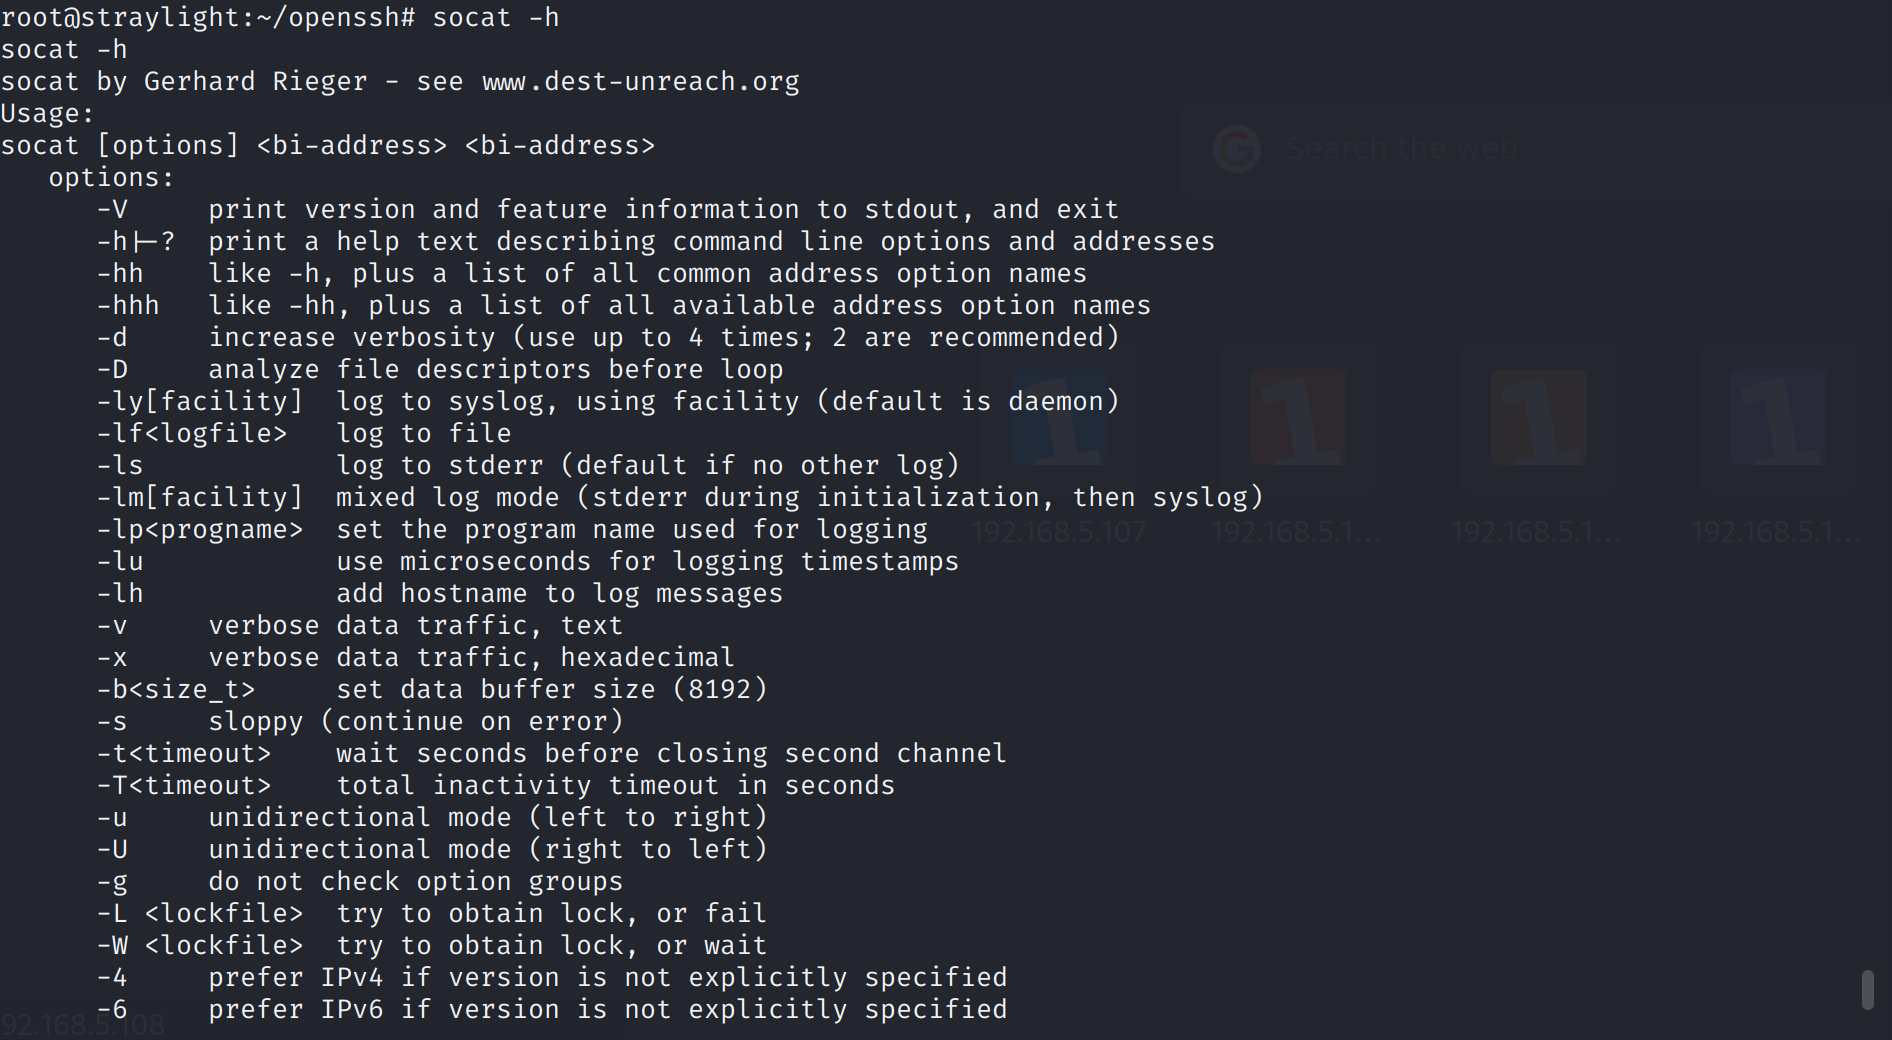 root@straylight:~/openssh# socat -h
socat -h
socat by Gerhard Rieger - see www.dest-unreach.org
Usage:
socat [options] <bi-address> <bi-address>
   options:
      -V     print version and feature information to stdout, and exit
      -h|-?  print a help text describing command line options and addresses
      -hh    like -h, plus a list of all common address option names
      -hhh   like -hh, plus a list of all available address option names
      -d     increase verbosity (use up to 4 times; 2 are recommended)
      -D     analyze file descriptors before loop
      -ly[facility]  log to syslog, using facility (default is daemon)
      -lf<logfile>   log to file
      -ls            log to stderr (default if no other log)
      -lm[facility]  mixed log mode (stderr during initialization, then syslog)
      -lp<progname>  set the program name used for logging
      -lu            use microseconds for logging timestamps
      -lh            add hostname to log messages
      -v     verbose data traffic, text
      -x     verbose data traffic, hexadecimal
      -b<size_t>     set data buffer size (8192)
      -s     sloppy (continue on error)
      -t<timeout>    wait seconds before closing second channel
      -T<timeout>    total inactivity timeout in seconds
      -u     unidirectional mode (left to right)
      -U     unidirectional mode (right to left)
      -g     do not check option groups
      -L <lockfile>  try to obtain lock, or fail
      -W <lockfile>  try to obtain lock, or wait
      -4     prefer IPv4 if version is not explicitly specified
      -6     prefer IPv6 if version is not explicitly specified
G Search the web
1 1 1 1
192.168.5.107 192.168.5.1... 192.168.5.1... 192.168.5.1...
92.168.5.108